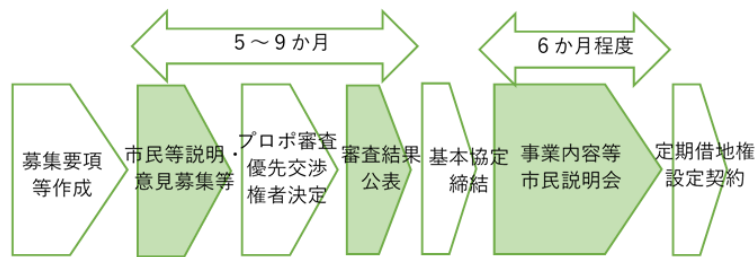 5～9か月
6か月程度
募集要項
等作成
市民等説明・
意見募集等
プロポ審査
優先交渉
権者決定
審査結果
公表
基本協定
締結
事業内容等
市民説明会
定期借地権
設定契約